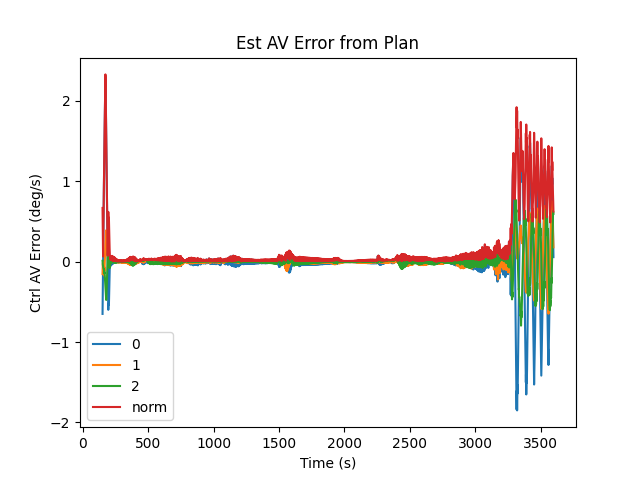 Est AV Error from Plan
Ctrl AV Error (deg/s)
2
1
0
−1
−2
0
1
2
norm
0 500 1000 1500 2000 2500 3000 3500
Time (s)